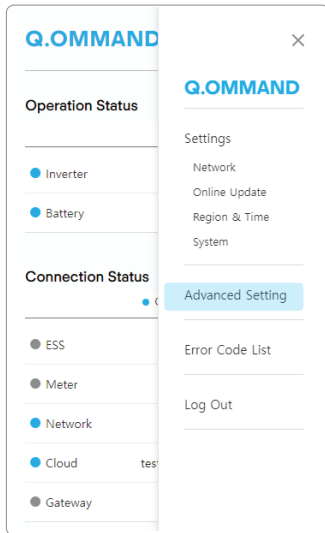 Q.OMMAND
Operation Status
Inverter
Battery
Connection Status
ESS
Meter
Network
Cloud
Gateway
Q.OMMAND
Settings
Network
Online Update
Region & Time
System
Advanced Setting
Error Code List
Log Out